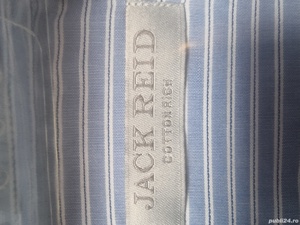 JACK REID
COTTON RICH
publi24.ro